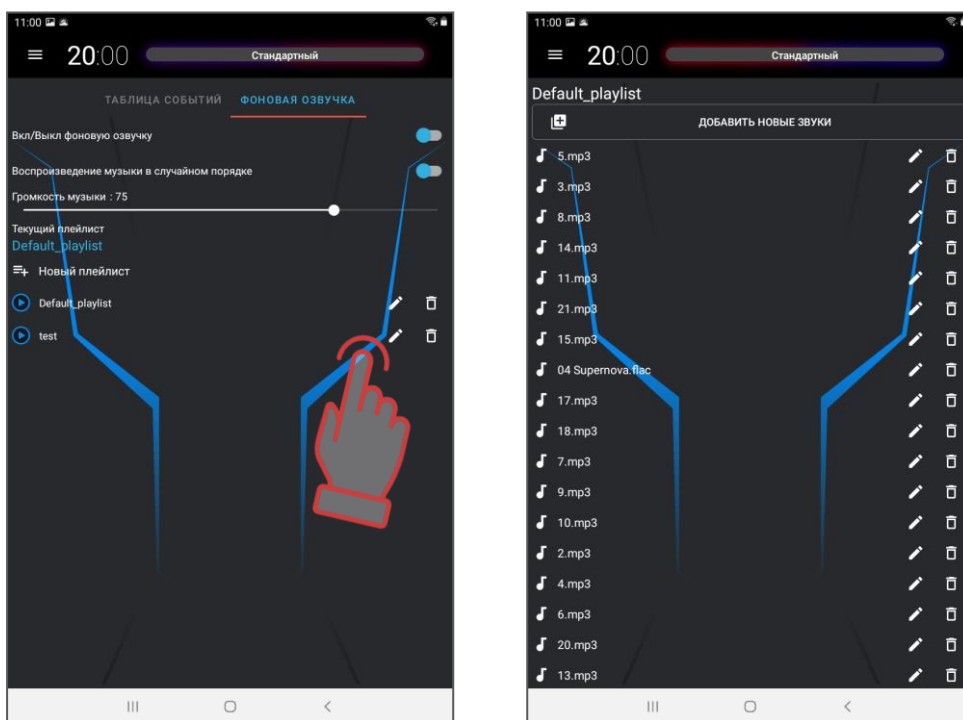 11:00
20:00
Стандартный
ТАБЛИЦА СОБЫТИЙ ФОНОВАЯ ОЗВУЧКА
Вкл/Выкл фоновую озвучку
Воспроизведение музыки в случайном порядке
Громкость музыки : 75
Текущий плейлист
Default_playlist
Новый плейлист
Default_playlist
test
11:00
20:00
Стандартный
Default_playlist
ДОБАВИТЬ НОВЫЕ ЗВУКИ
5.mp3
3.mp3
8.mp3
14.mp3
11.mp3
21.mp3
15.mp3
04 Supernova.flac
17.mp3
18.mp3
7.mp3
9.mp3
10.mp3
2.mp3
4.mp3
6.mp3
20.mp3
13.mp3